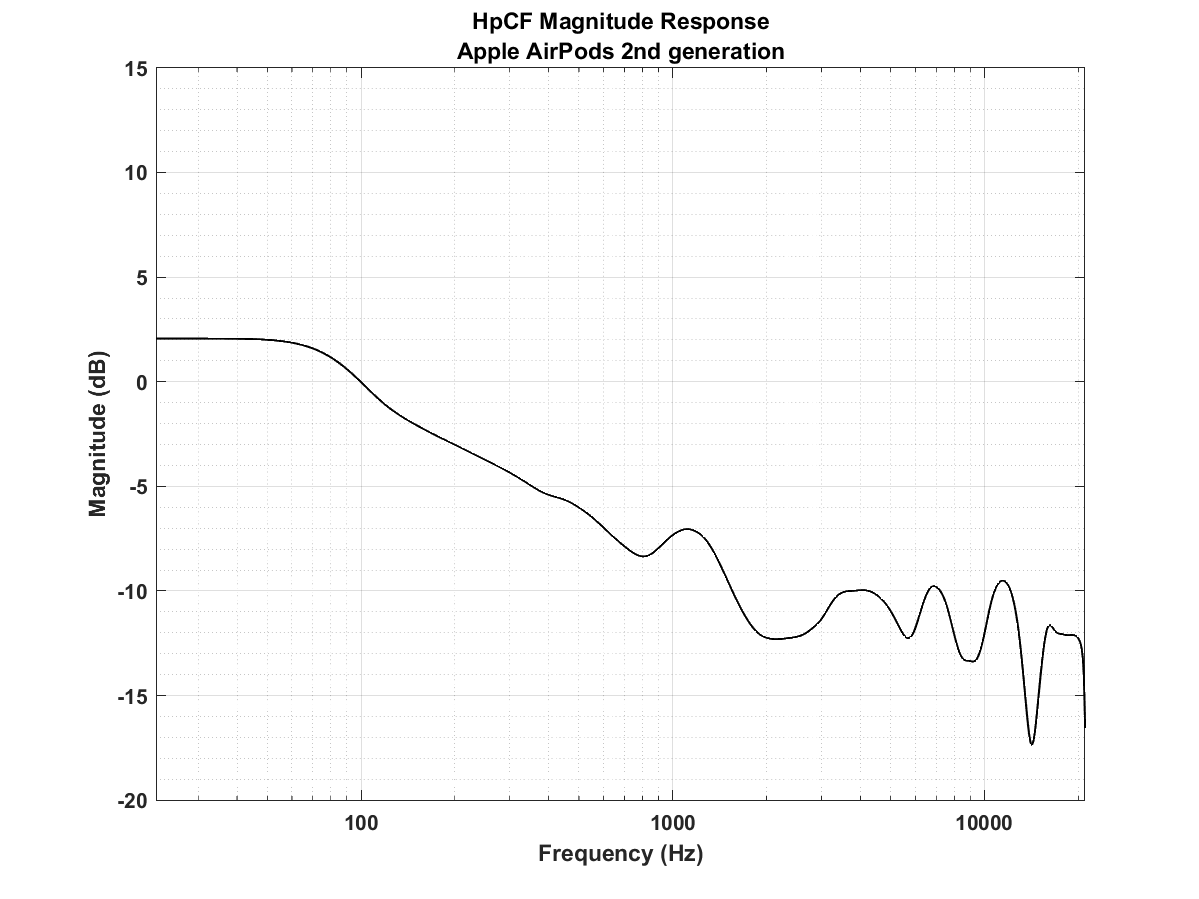 HpCF Magnitude Response
Apple AirPods 2nd generation
15
10
5
0
-5
-10
-15
-20
Magnitude (dB)
100 1000 10000
Frequency (Hz)